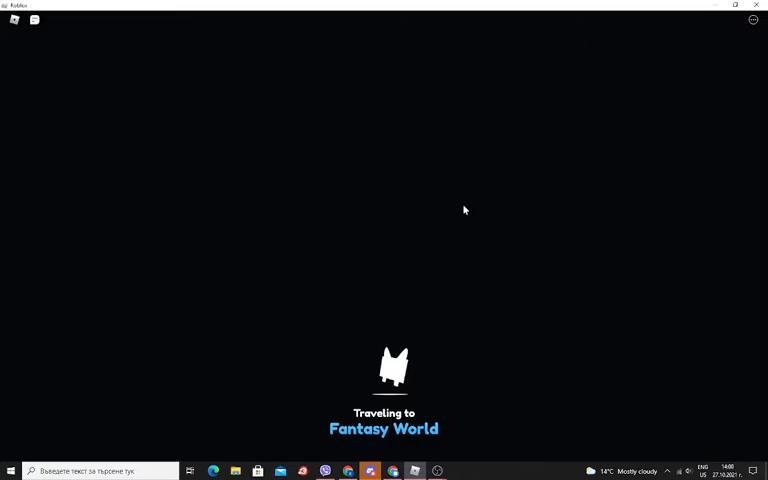 Roblox
Traveling to
Fantasy World
Въведете текст за търсене тук
14°C Mostly cloudy
ENG
US
14:00
27.10.2021 г.